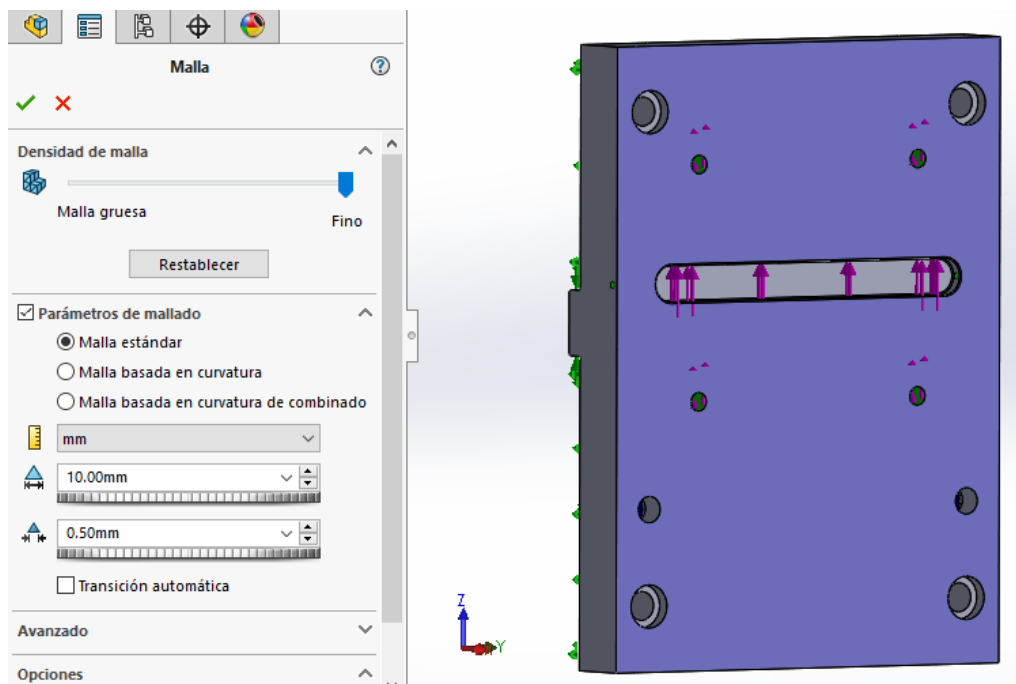 Malla
Densidad de malla
Malla gruesa
Fino
Restablecer
Parámetros de mallado
Malla estándar
Malla basada en curvatura
Malla basada en curvatura de combinado
mm
10.00mm
0.50mm
Transición automática
Avanzado
Opciones
Z
Y